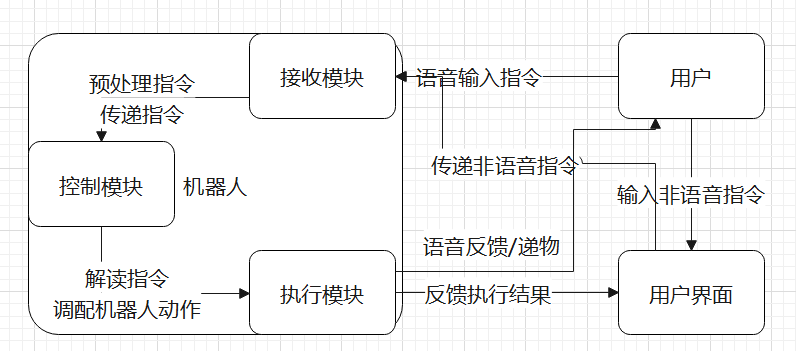 接收模块
语音输入指令
用户
预处理指令
传递指令
传递非语音指令
控制模块
机器人
输入非语音指令
语音反馈/递物
解读指令
调配机器人动作
执行模块
反馈执行结果
用户界面